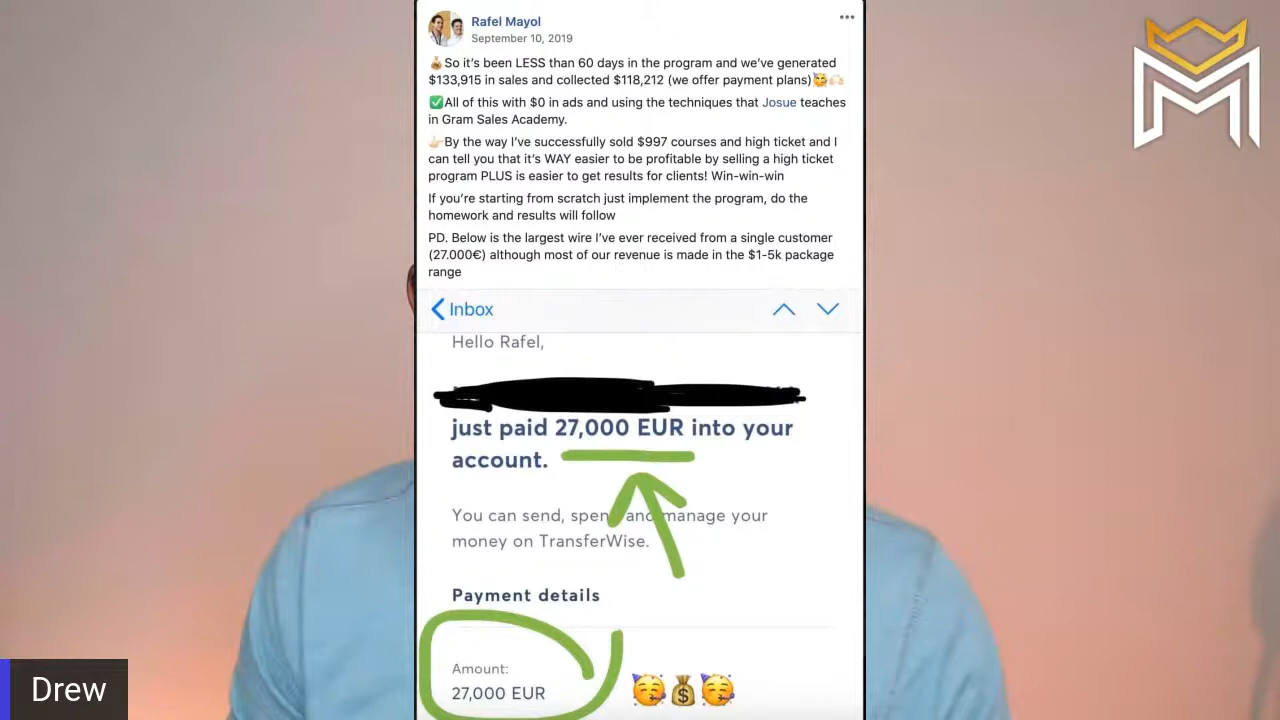 Rafel Mayol
September 10, 2019
💰So it's been LESS than 60 days in the program and we've generated
$133,915 in sales and collected $118,212 (we offer payment plans)🥳🙌🏻
✅All of this with $0 in ads and using the techniques that Josue teaches
in Gram Sales Academy.
👉🏻By the way I've successfully sold $997 courses and high ticket and I
can tell you that it's WAY easier to be profitable by selling a high ticket
program PLUS is easier to get results for clients! Win-win-win
If you're starting from scratch just implement the program, do the
homework and results will follow
PD. Below is the largest wire I've ever received from a single customer
(27.000€) although most of our revenue is made in the $1-5k package
range
Inbox
Hello Rafel,
just paid 27,000 EUR into your
account.
You can send, spend and manage your
money on TransferWise.
Payment details
Amount:
27,000 EUR
🥳💰🥳
Drew